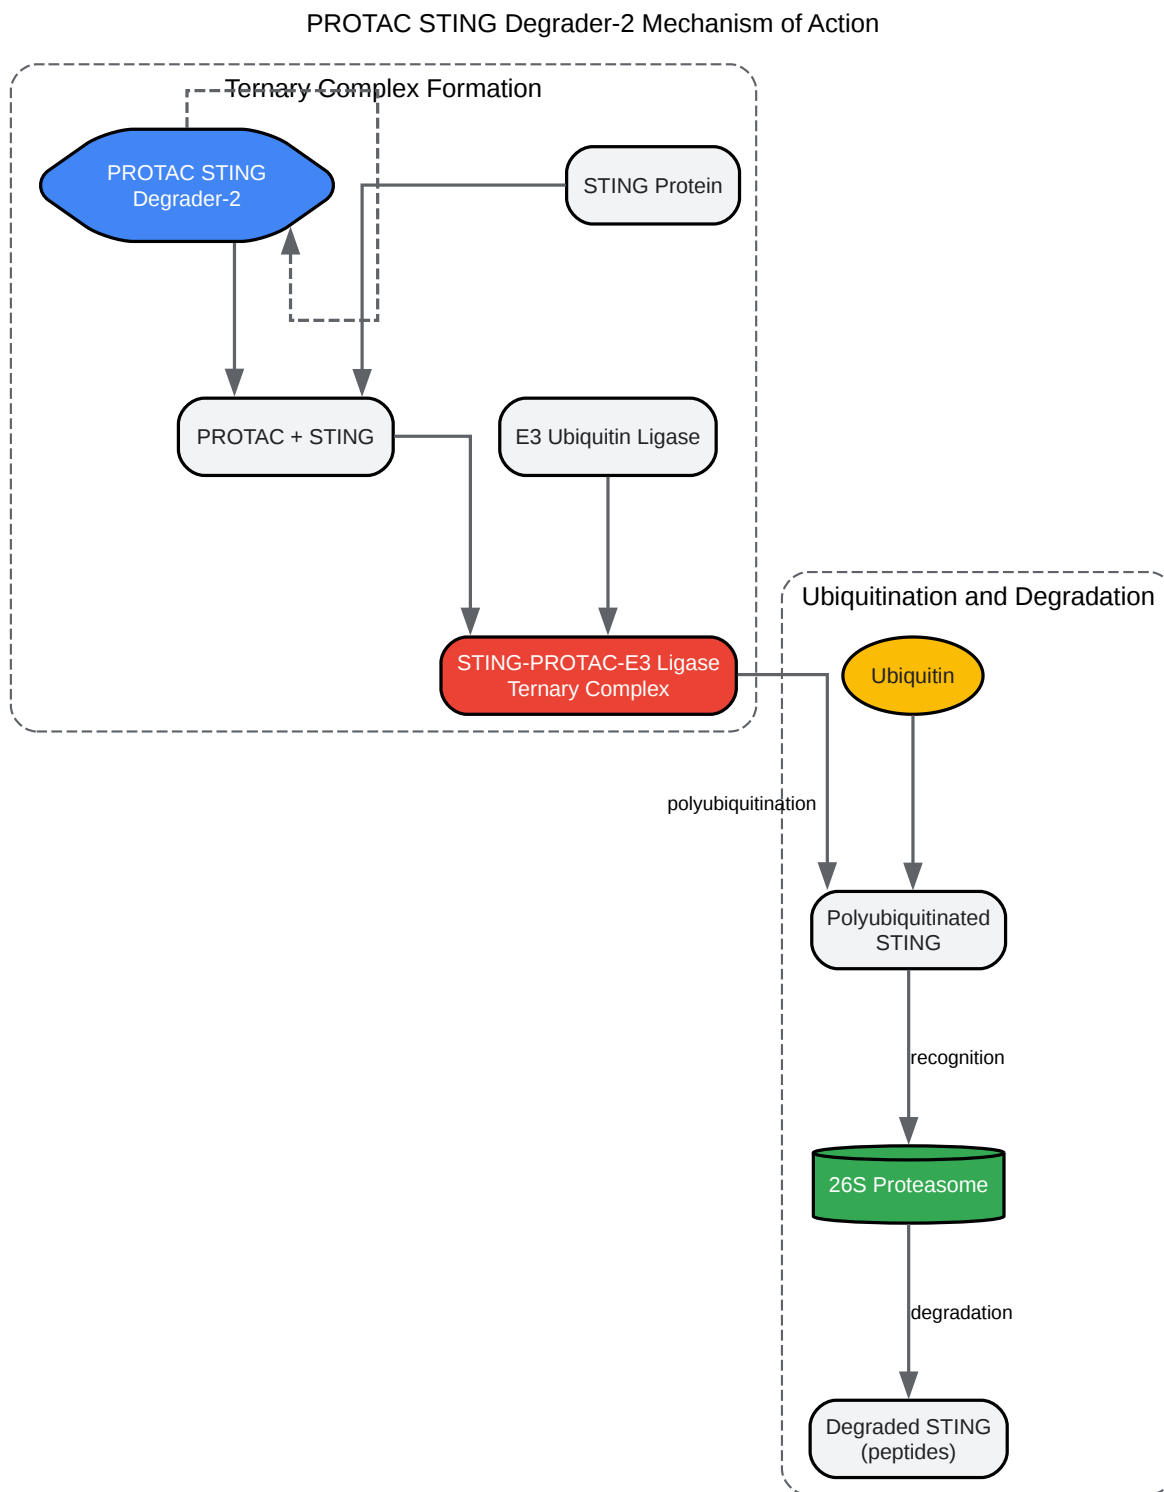 PROTAC STING Degrader-2 Mechanism of Action
Ternary Complex Formation
PROTAC STING
Degrader-2
STING Protein
PROTAC + STING
E3 Ubiquitin Ligase
STING-PROTAC-E3 Ligase
Ternary Complex
Ubiquitination and Degradation
Ubiquitin
polyubiquitination
Polyubiquitinated
STING
recognition
26S Proteasome
degradation
Degraded STING
(peptides)